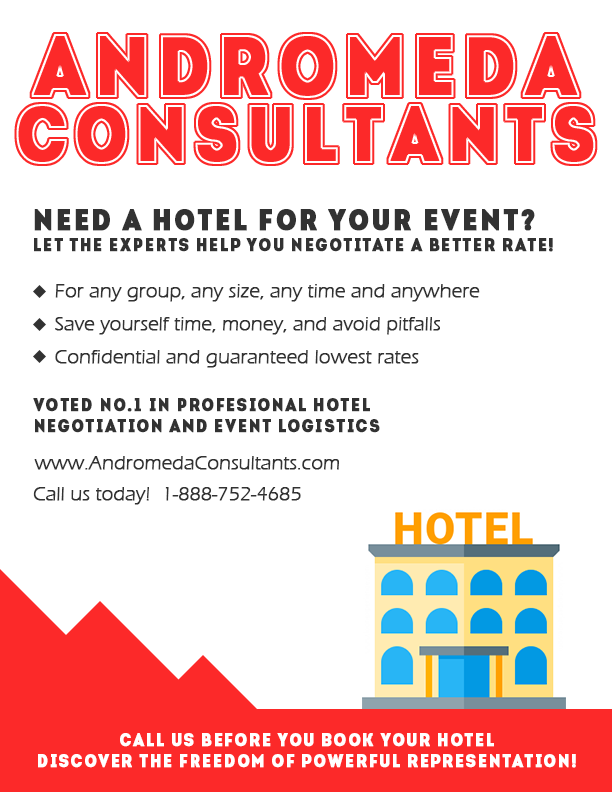 ANDROMEDA
CONSULTANTS
NEED A HOTEL FOR YOUR EVENT?
LET THE EXPERTS HELP YOU NEGOTITATE A BETTER RATE!
◆ For any group, any size, any time and anywhere
◆ Save yourself time, money, and avoid pitfalls
◆ Confidential and guaranteed lowest rates
VOTED NO.1 IN PROFESIONAL HOTEL
NEGOTIATION AND EVENT LOGISTICS
www.AndromedaConsultants.com
Call us today! 1-888-752-4685
HOTEL
CALL US BEFORE YOU BOOK YOUR HOTEL
DISCOVER THE FREEDOM OF POWERFUL REPRESENTATION!